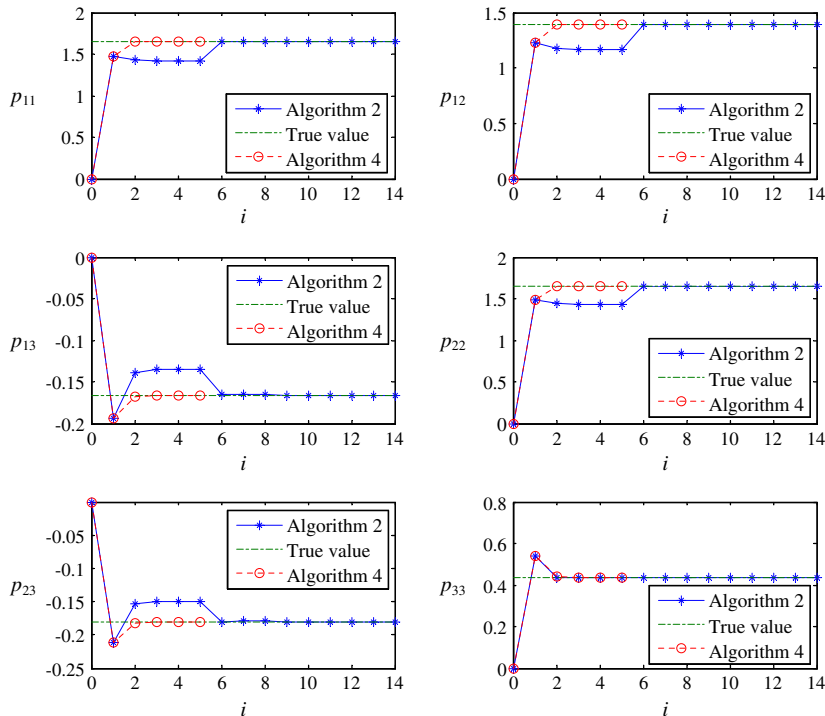 2
1.5
p11
1
0.5
0
Algorithm 2
True value
Algorithm 4
0 2 4 6 8 10 12 14
i
1.5
1
p12
0.5
0
Algorithm 2
True value
Algorithm 4
0 2 4 6 8 10 12 14
i
0
-0.05
p13
-0.1
-0.15
-0.2
Algorithm 2
True value
Algorithm 4
0 2 4 6 8 10 12 14
i
2
1.5
p22
1
0.5
0
Algorithm 2
True value
Algorithm 4
0 2 4 6 8 10 12 14
i
-0.05
-0.1
p23
-0.15
-0.2
-0.25
Algorithm 2
True value
Algorithm 4
0 2 4 6 8 10 12 14
i
0.8
0.6
p33
0.4
0.2
0
Algorithm 2
True value
Algorithm 4
0 2 4 6 8 10 12 14
i